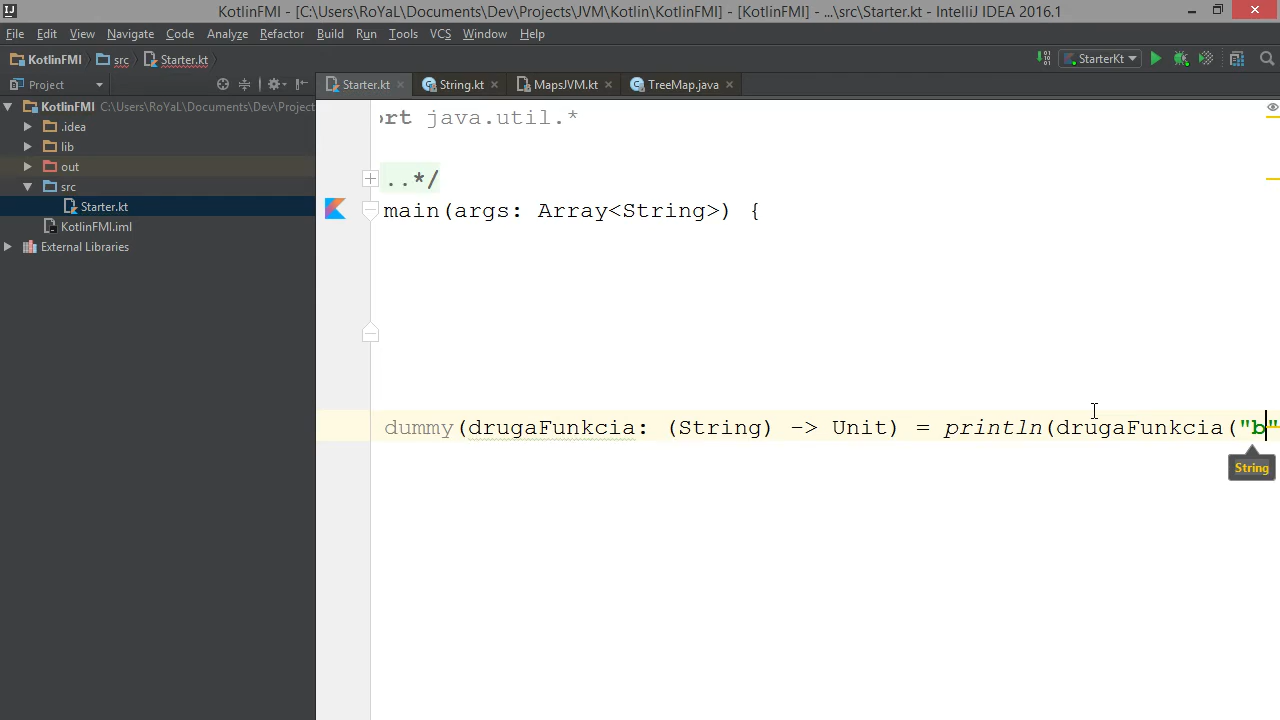 KotlinFMI - [C:\Users\RoYaL\Documents\Dev\Projects\JVM\Kotlin\KotlinFMI] - [KotlinFMI] - ...\src\Starter.kt - IntelliJ IDEA 2016.1
File Edit View Navigate Code Analyze Refactor Build Run Tools VCS Window Help
KotlinFMI src Starter.kt StarterKt
Project Starter.kt String.kt MapsJVM.kt TreeMap.java
KotlinFMI C:\Users\RoYaL\Documents\Dev\Project
.idea
lib
out
src
Starter.kt
KotlinFMI.iml
External Libraries
ort java.util.*
..*/
main(args: Array<String>) {
dummy(drugaFunkcia: (String) -> Unit) = println(drugaFunkcia("b"
String